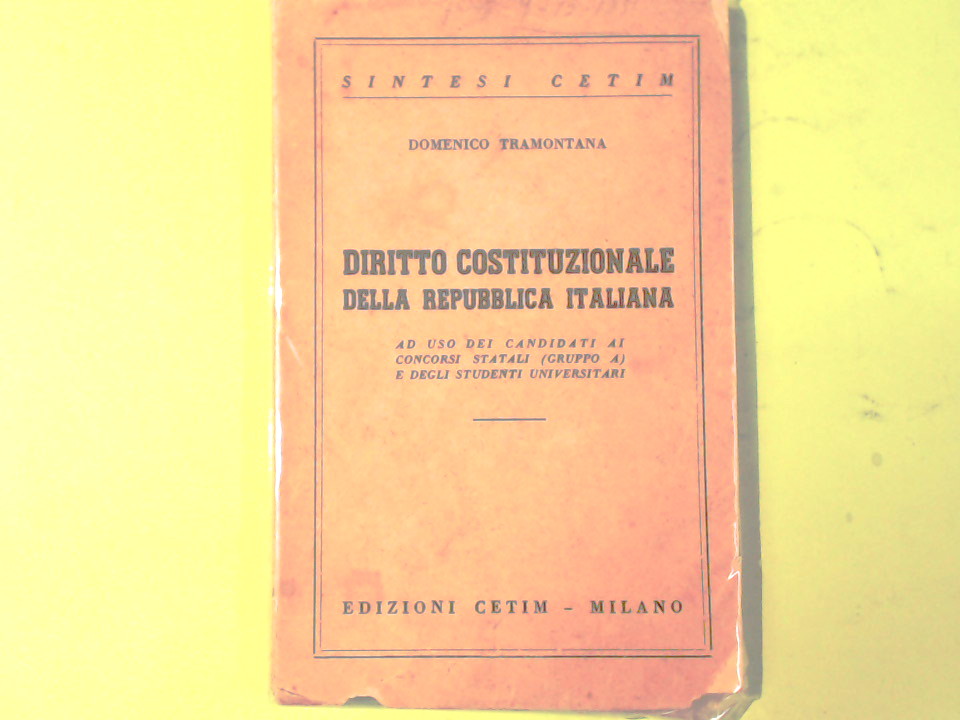 SINTESI CETIM
DOMENICO TRAMONTANA
DIRITTO COSTITUZIONALE
DELLA REPUBBLICA ITALIANA
AD USO DEI CANDIDATI AI
CONCORSI STATALI (GRUPPO A)
E DEGLI STUDENTI UNIVERSITARI
EDIZIONI CETIM – MILANO